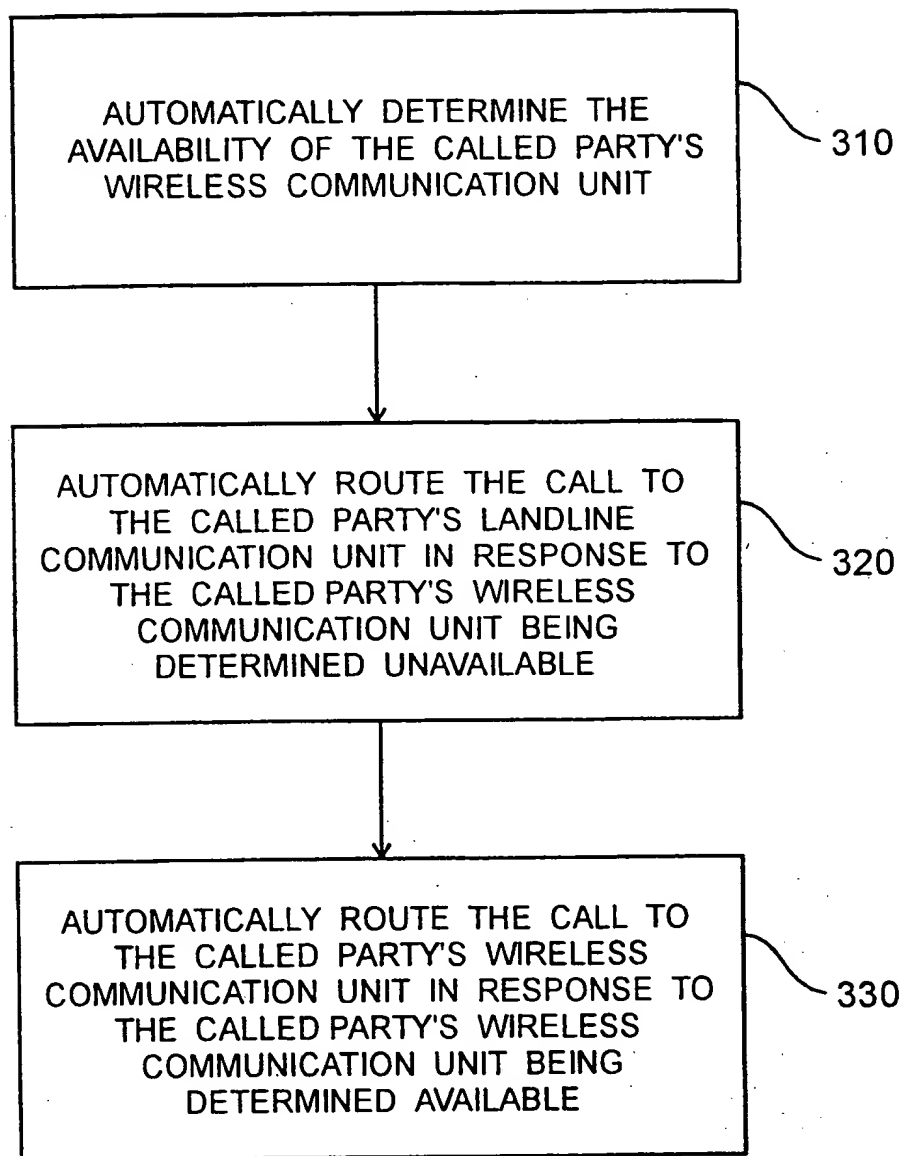 AUTOMATICALLY DETERMINE THE
AVAILABILITY OF THE CALLED PARTY'S
WIRELESS COMMUNICATION UNIT
310
AUTOMATICALLY ROUTE THE CALL TO
THE CALLED PARTY'S LANDLINE
COMMUNICATION UNIT IN RESPONSE TO
THE CALLED PARTY'S WIRELESS
COMMUNICATION UNIT BEING
DETERMINED UNAVAILABLE
320
AUTOMATICALLY ROUTE THE CALL TO
THE CALLED PARTY'S WIRELESS
COMMUNICATION UNIT IN RESPONSE TO
THE CALLED PARTY'S WIRELESS
COMMUNICATION UNIT BEING
DETERMINED AVAILABLE
330